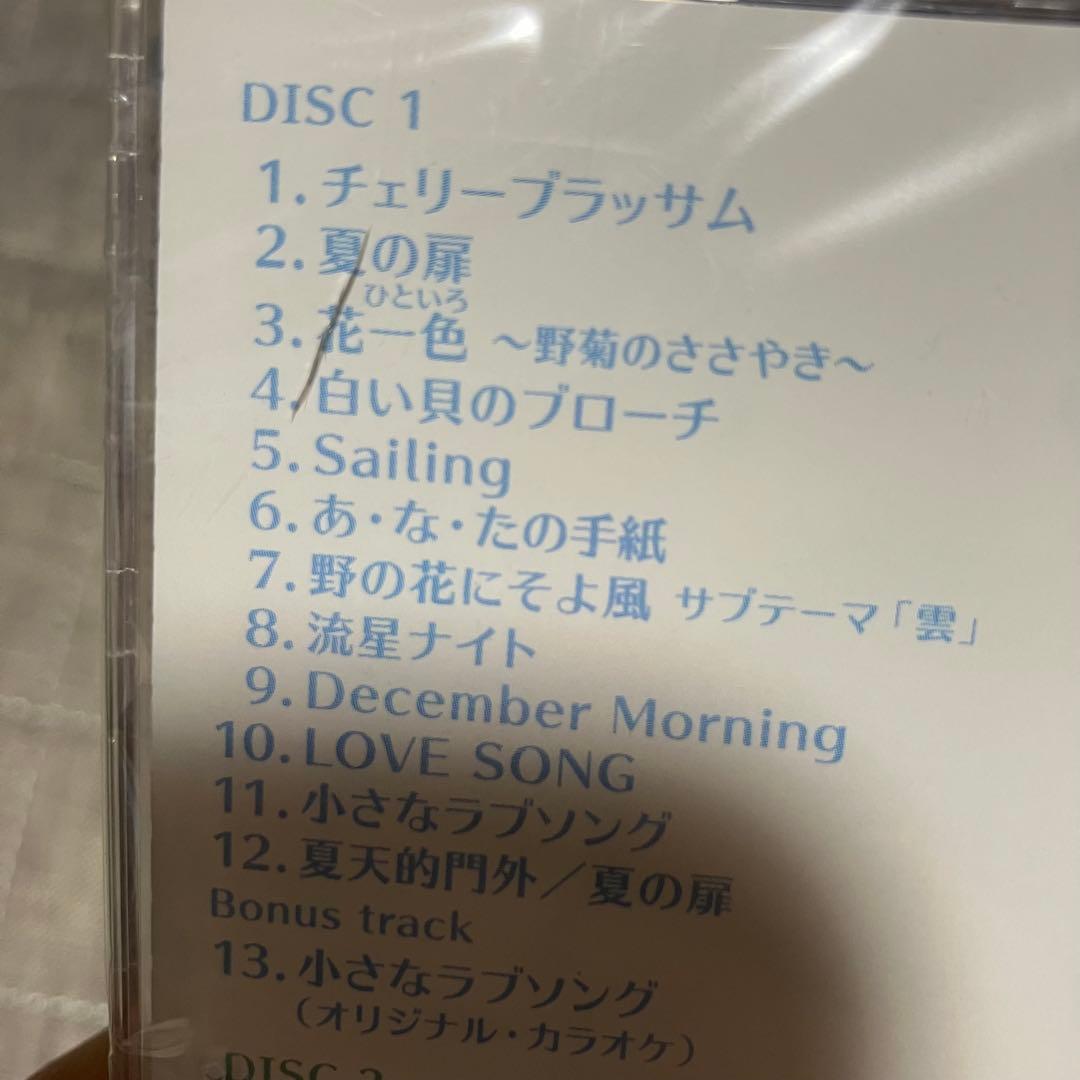 DISC 1
1. チェリーブラッサム
2. 夏の扉
ひといろ
3. 花一色 〜野菊のささやき〜
4. 白い貝のブローチ
5. Sailing
6. あ・な・たの手紙
7. 野の花にそよ風 サブテーマ「雲」
8. 流星ナイト
9. December Morning
10. LOVE SONG
11. 小さなラブソング
12. 夏天的門外／夏の扉
Bonus track
13. 小さなラブソング
（オリジナル・カラオケ）
DISC 2